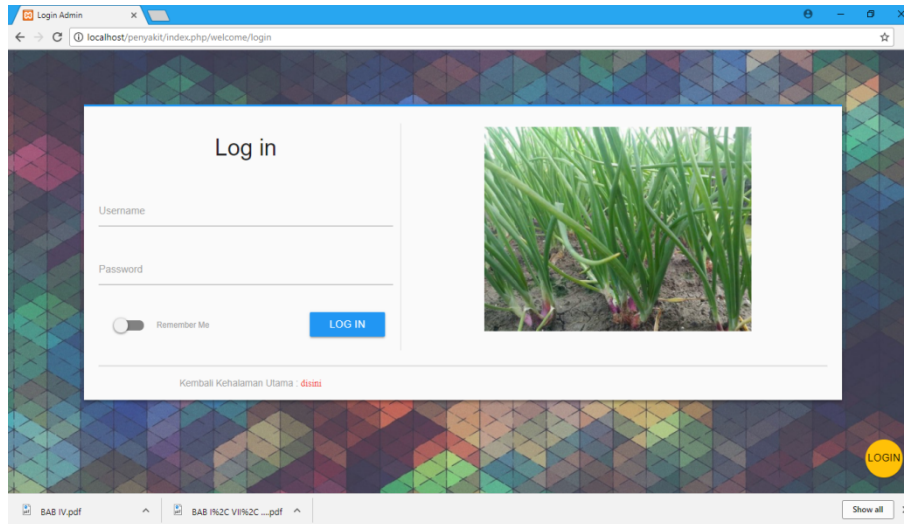 Login Admin
localhost/penyakit/index.php/welcome/login
Log in
Username
Password
Remember Me
LOG IN
Kembali Kehalaman Utama : disini
LOGIN
BAB IV.pdf
BAB I%2C VII%2C ....pdf
Show all